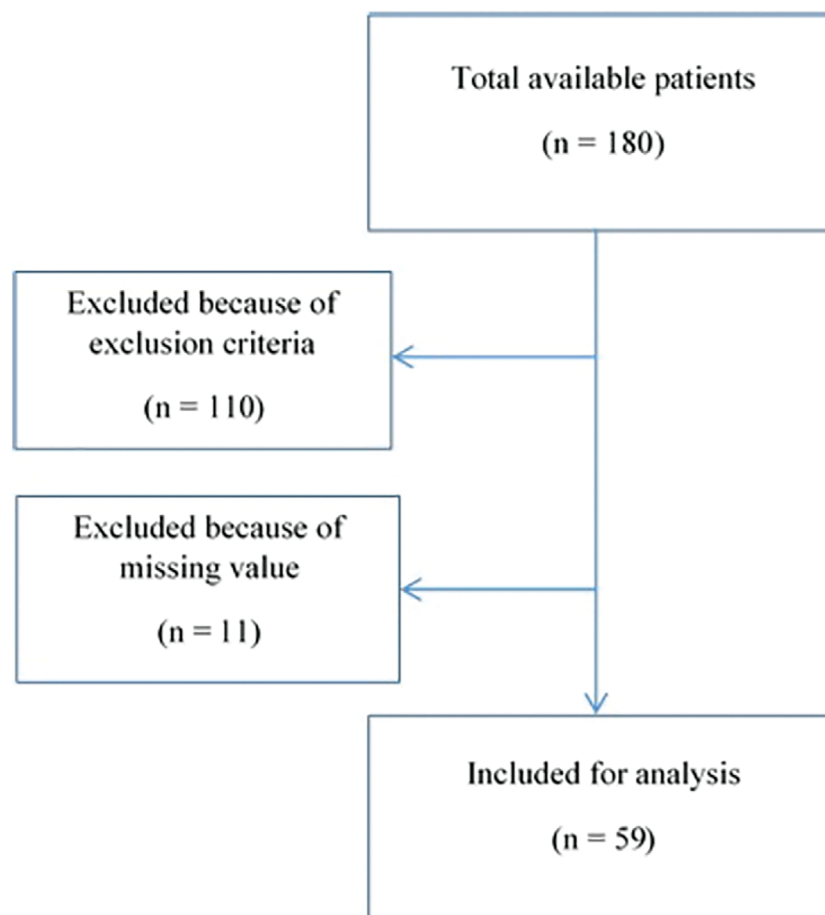 Total available patients
(n = 180)
Excluded because of
exclusion criteria
(n = 110)
Excluded because of
missing value
(n = 11)
Included for analysis
(n = 59)